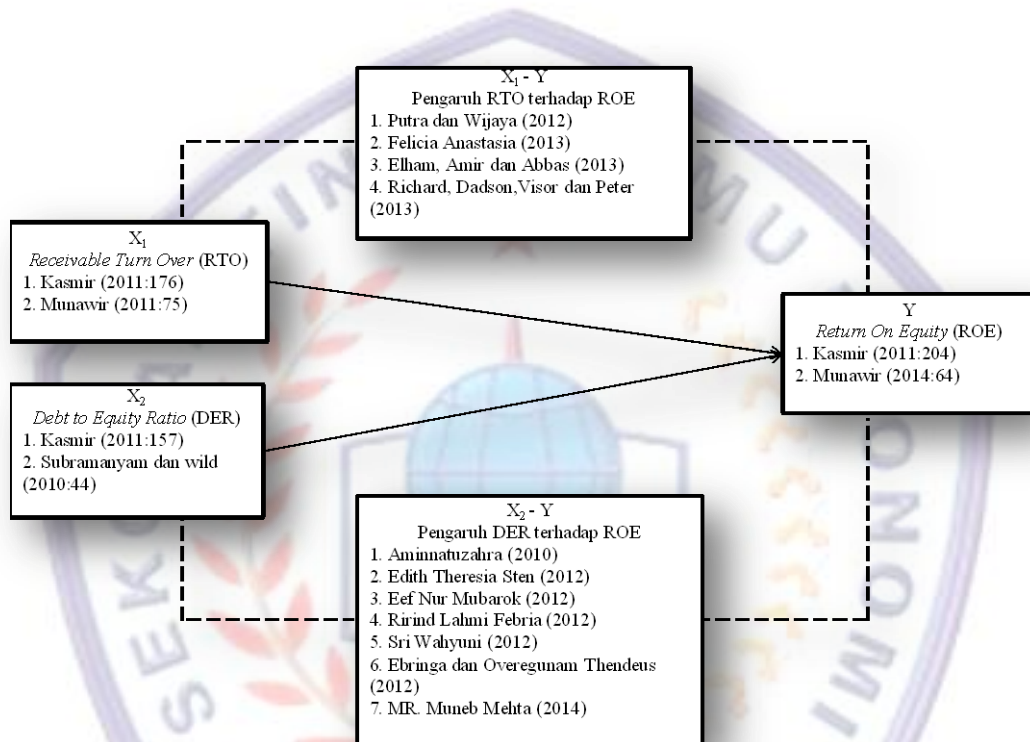 X₁ - Y
Pengaruh RTO terhadap ROE
1. Putra dan Wijaya (2012)
2. Felicia Anastasia (2013)
3. Elham, Amir dan Abbas (2013)
4. Richard, Dadson,Visor dan Peter
(2013)
X₁
Receivable Turn Over (RTO)
1. Kasmir (2011:176)
2. Munawir (2011:75)
Y
Return On Equity (ROE)
1. Kasmir (2011:204)
2. Munawir (2014:64)
X₂
Debt to Equity Ratio (DER)
1. Kasmir (2011:157)
2. Subramanyam dan wild
(2010:44)
X₂ - Y
Pengaruh DER terhadap ROE
1. Aminnatuzahra (2010)
2. Edith Theresia Sten (2012)
3. Eef Nur Mubarok (2012)
4. Rirind Lahmi Febria (2012)
5. Sri Wahyuni (2012)
6. Ebringa dan Overegunam Thendeus
(2012)
7. MR. Muneb Mehta (2014)